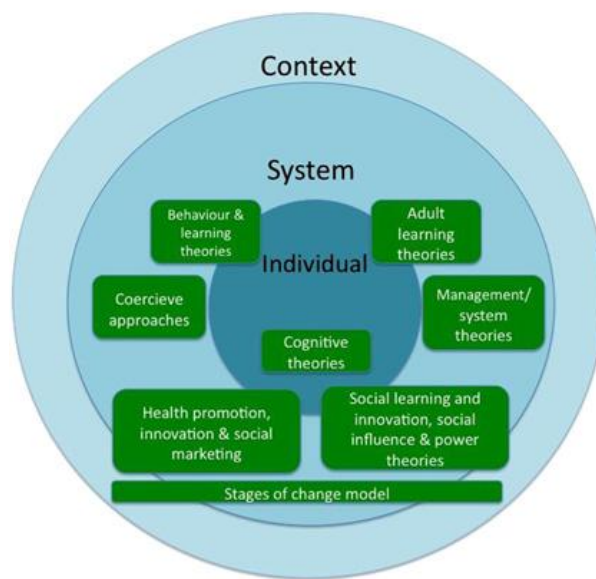 Context
System
Behaviour &
learning
theories
Adult
learning
theories
Individual
Coercieve
approaches
Management/
system
theories
Cognitive
theories
Health promotion,
innovation & social
marketing
Social learning and
innovation, social
influence & power
theories
Stages of change model